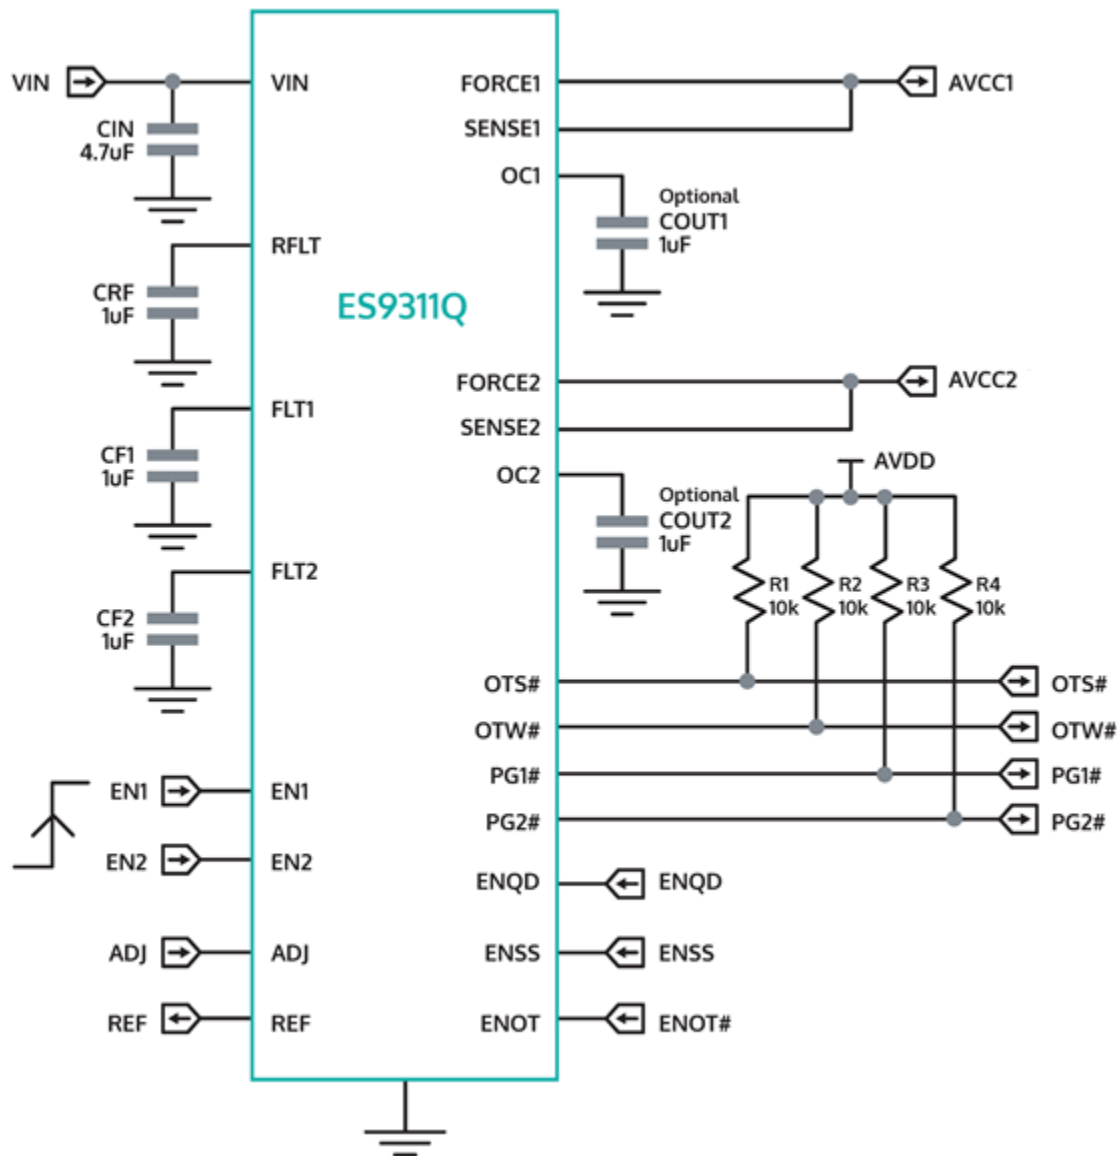 VIN
CIN
4.7uF
CRF
1uF
CF1
1uF
CF2
1uF
EN1
EN2
ADJ
REF
VIN
RFLT
FLT1
FLT2
EN1
EN2
ADJ
REF
ES9311Q
FORCE1
SENSE1
OC1
FORCE2
SENSE2
OC2
OTS#
OTW#
PG1#
PG2#
ENQD
ENSS
ENOT
AVCC1
Optional
COUT1
1uF
AVCC2
AVDD
Optional
COUT2
1uF
R1
10k
R2
10k
R3
10k
R4
10k
OTS#
OTW#
PG1#
PG2#
ENQD
ENSS
ENOT#